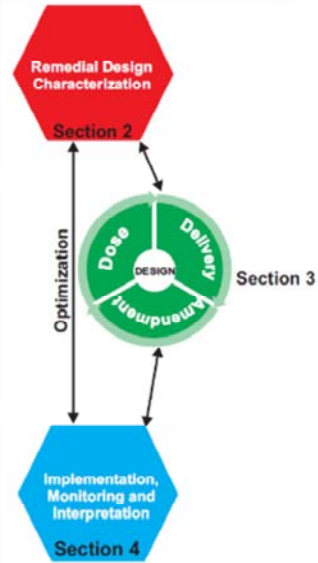 Remedial Design
Characterization
Section 2
Optimization
Dose
Delivery
DESIGN
Amendment
Section 3
Implementation,
Monitoring and
Interpretation
Section 4